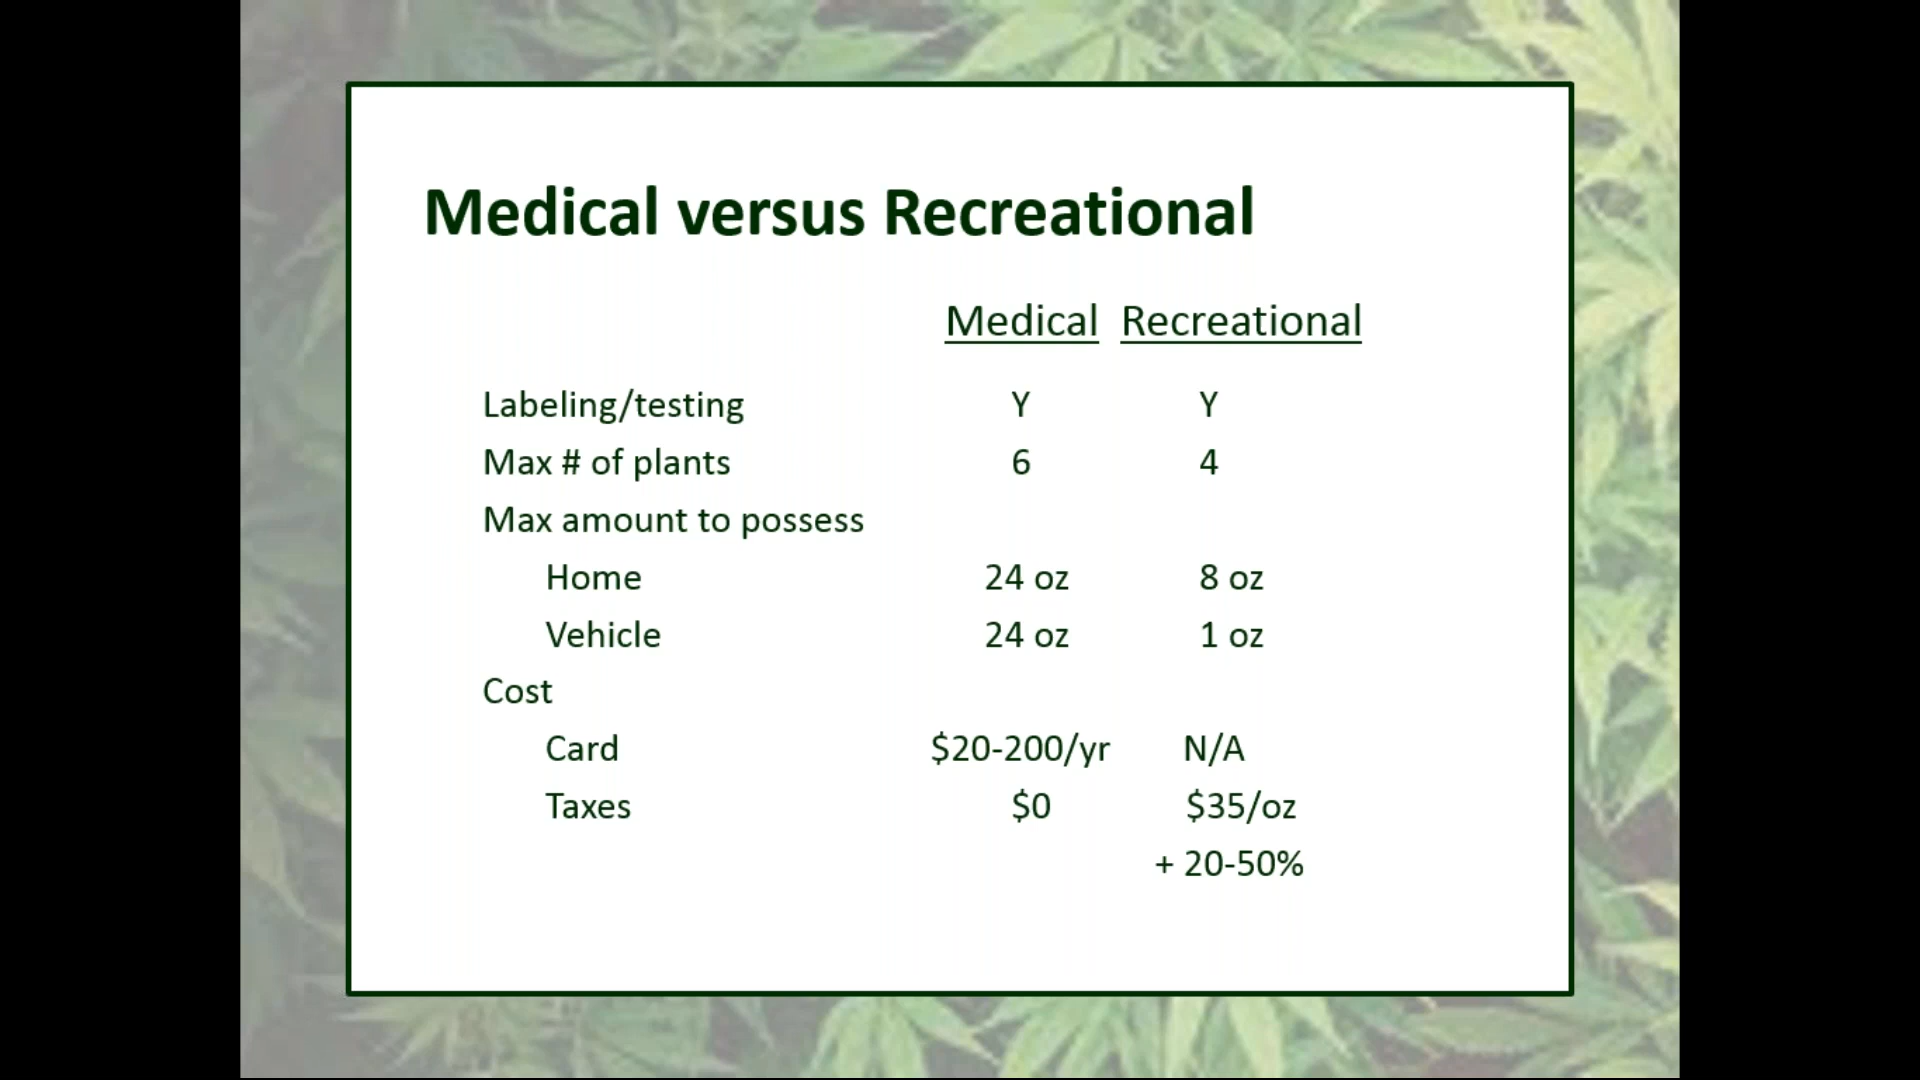 Medical versus Recreational
Medical Recreational
Labeling/testing Y Y
Max # of plants 6 4
Max amount to possess
Home 24 oz 8 oz
Vehicle 24 oz 1 oz
Cost
Card $20-200/yr N/A
Taxes $0 $35/oz
+ 20-50%